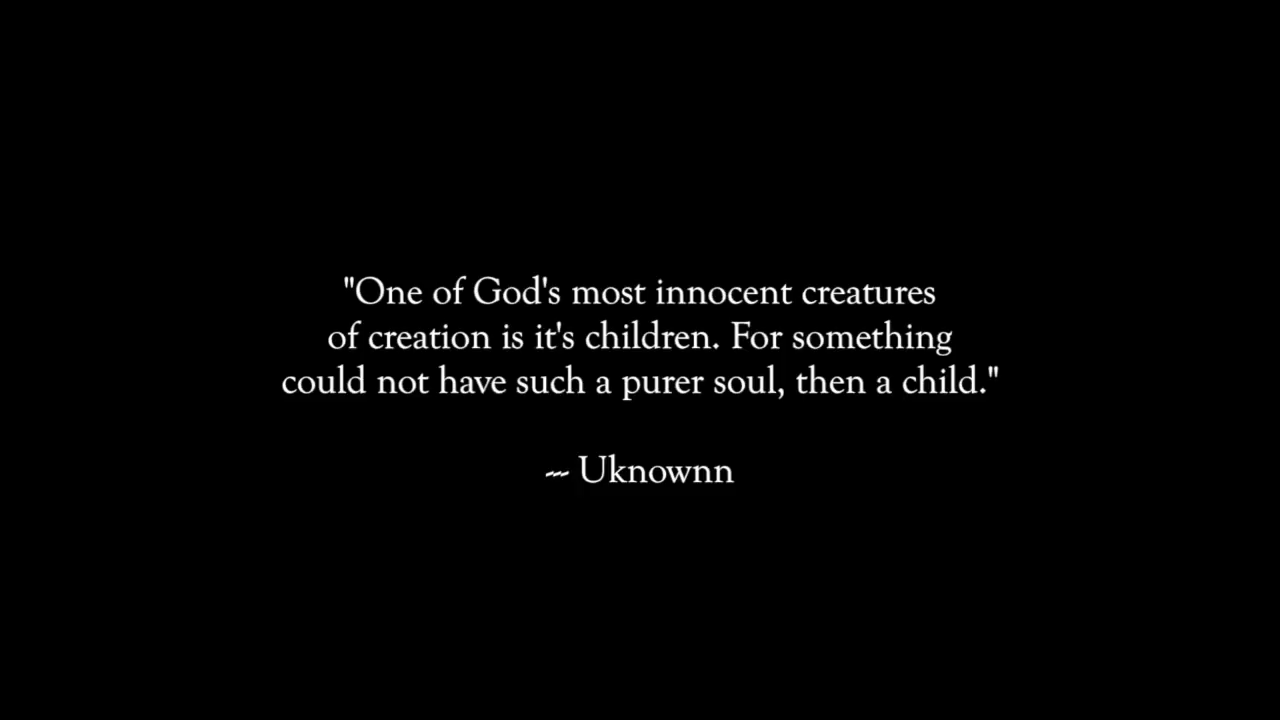 "One of God's most innocent creatures
of creation is it's children. For something
could not have such a purer soul, then a child."
--- Uknownn